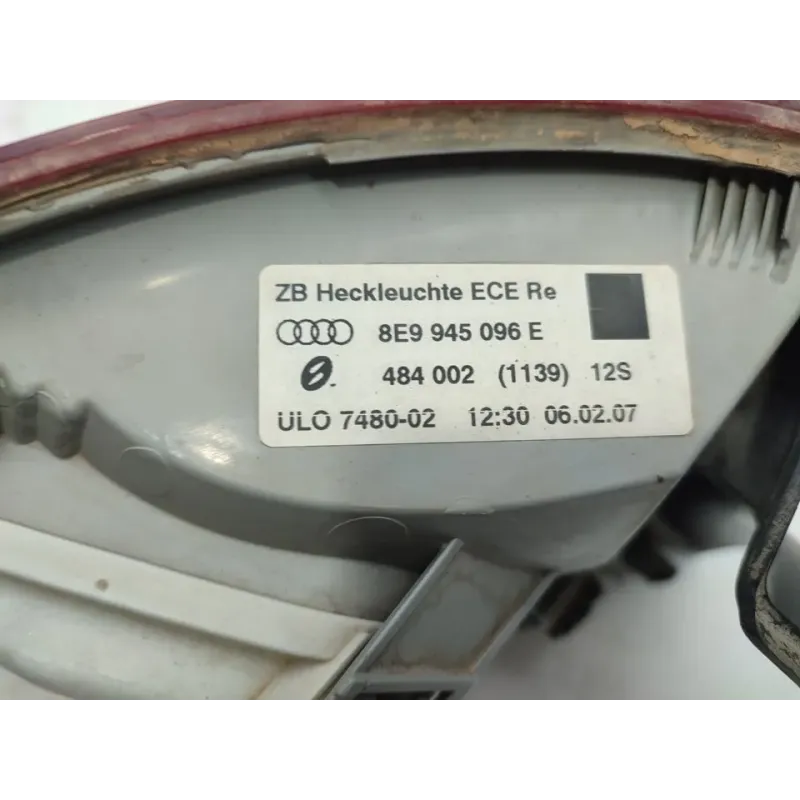 ZB Heckleuchte ECE Re
8E9 945 096 E
484 002 (1139) 12S
ULO 7480-02 12:30 06.02.07